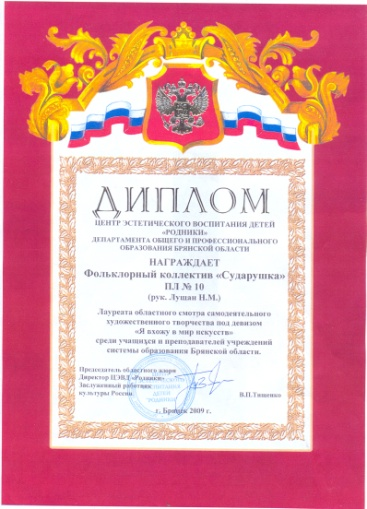 ДИПЛОМ
ЦЕНТР ЭСТЕТИЧЕСКОГО ВОСПИТАНИЯ ДЕТЕЙ
«РОДНИКИ»
ДЕПАРТАМЕНТА ОБЩЕГО И ПРОФЕССИОНАЛЬНОГО
ОБРАЗОВАНИЯ БРЯНСКОЙ ОБЛАСТИ
НАГРАЖДАЕТ
Фольклорный коллектив «Сударушка»
ПЛ № 10
(рук. Лущан Н.М.)
Лауреата областного смотра самодеятельного
художественного творчества под девизом
«Я вхожу в мир искусств»
среди учащихся и преподавателей учреждений
системы образования Брянской области.
Председатель областного жюри
Директор ЦЭВД «Родники»
Заслуженный работник
культуры России В.П.Тищенко
г. Брянск 2009 г.